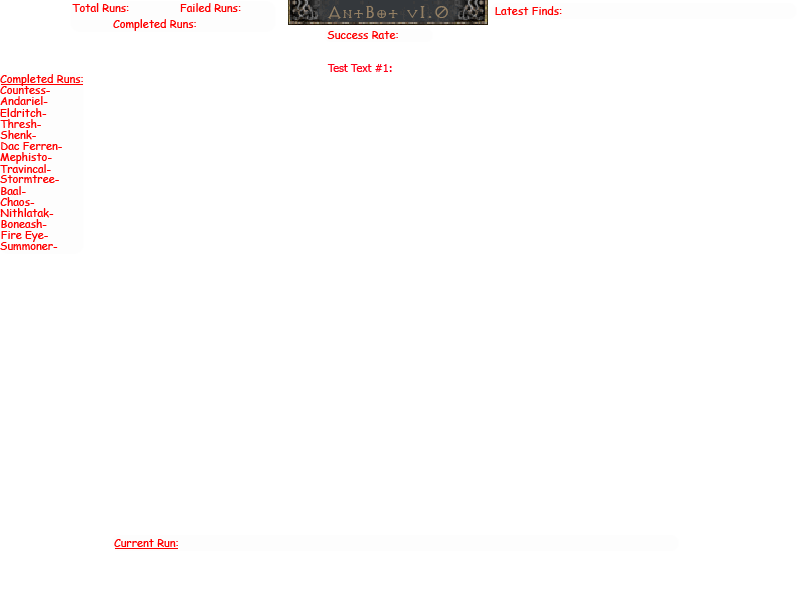 Total Runs: Failed Runs:
AntBot v1.0
Latest Finds:
Completed Runs:
Success Rate:
Test Text #1:
Completed Runs:
Countess-
Andariel-
Eldritch-
Thresh-
Shenk-
Dac Ferren-
Mephisto-
Travincal-
Stormtree-
Baal-
Chaos-
Nithlatak-
Boneash-
Fire Eye-
Summoner-
Current Run: